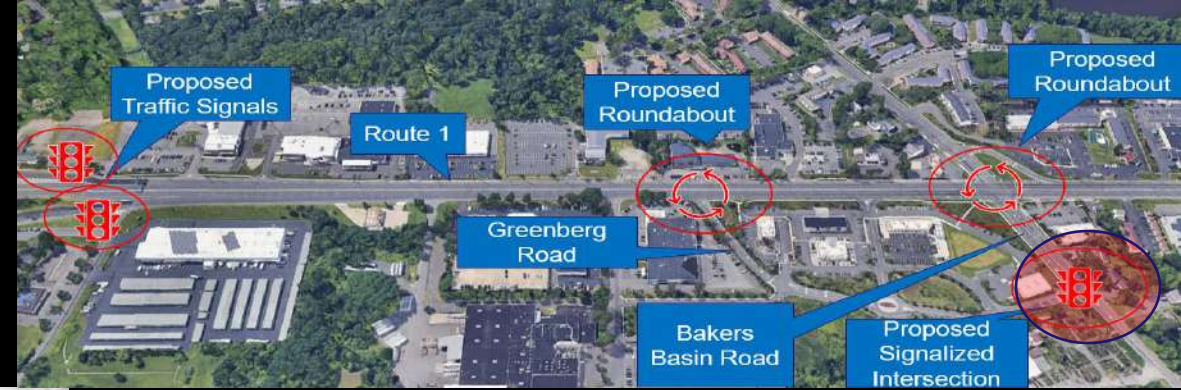 Proposed
Traffic Signals
Route 1
Proposed
Roundabout
Proposed
Roundabout
Greenberg
Road
Bakers
Basin Road
Proposed
Signalized
Intersection